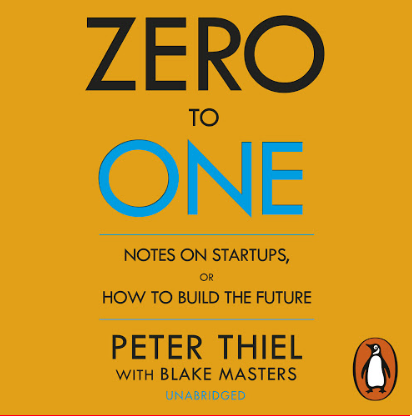 ZERO
TO
ONE
NOTES ON STARTUPS,
OR
HOW TO BUILD THE FUTURE
PETER THIEL
WITH BLAKE MASTERS
UNABRIDGED